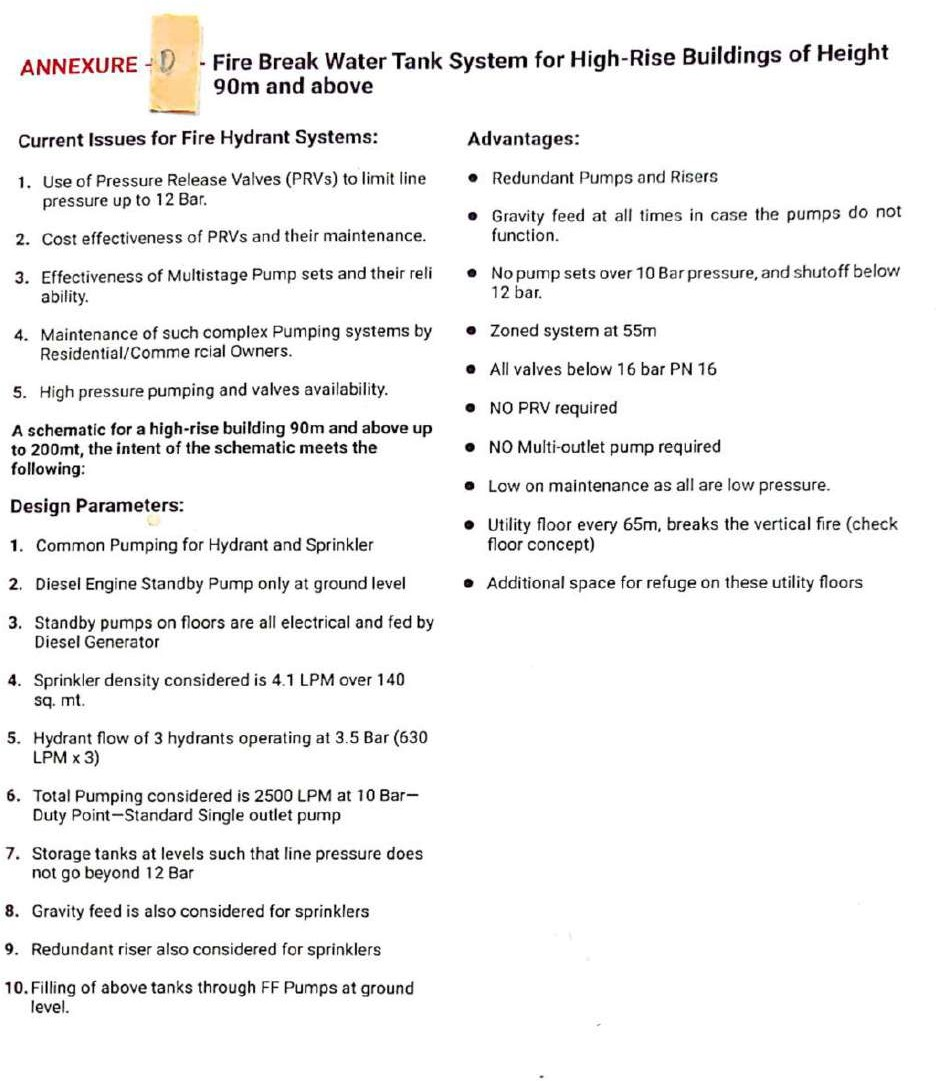 ANNEXURE - D - Fire Break Water Tank System for High-Rise Buildings of Height
90m and above
Current Issues for Fire Hydrant Systems:
1. Use of Pressure Release Valves (PRVs) to limit line
pressure up to 12 Bar.
2. Cost effectiveness of PRVs and their maintenance.
3. Effectiveness of Multistage Pump sets and their reli
ability.
4. Maintenance of such complex Pumping systems by
Residential/Comme rcial Owners.
5. High pressure pumping and valves availability.
A schematic for a high-rise building 90m and above up
to 200mt, the intent of the schematic meets the
following:
Design Parameters:
1. Common Pumping for Hydrant and Sprinkler
2. Diesel Engine Standby Pump only at ground level
3. Standby pumps on floors are all electrical and fed by
Diesel Generator
4. Sprinkler density considered is 4.1 LPM over 140
sq. mt.
5. Hydrant flow of 3 hydrants operating at 3.5 Bar (630
LPM x 3)
6. Total Pumping considered is 2500 LPM at 10 Bar—
Duty Point—Standard Single outlet pump
7. Storage tanks at levels such that line pressure does
not go beyond 12 Bar
8. Gravity feed is also considered for sprinklers
9. Redundant riser also considered for sprinklers
10. Filling of above tanks through FF Pumps at ground
level.
Advantages:
• Redundant Pumps and Risers
• Gravity feed at all times in case the pumps do not
function.
• No pump sets over 10 Bar pressure, and shutoff below
12 bar.
• Zoned system at 55m
• All valves below 16 bar PN 16
• NO PRV required
• NO Multi-outlet pump required
• Low on maintenance as all are low pressure.
• Utility floor every 65m, breaks the vertical fire (check
floor concept)
• Additional space for refuge on these utility floors